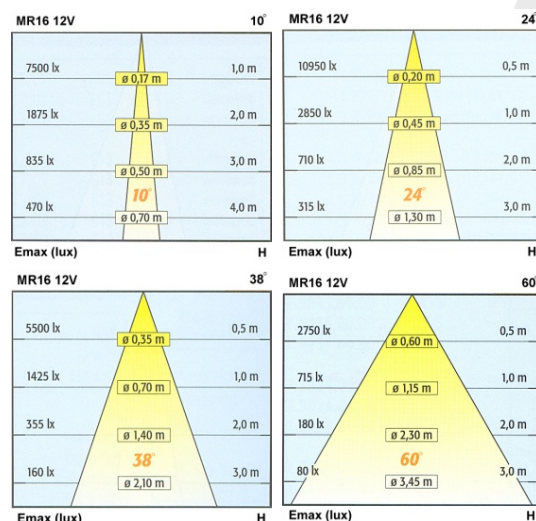 MR16 12V 10°
7500 lx ø 0,17 m 1,0 m
1875 lx ø 0,35 m 2,0 m
835 lx ø 0,50 m 3,0 m
10°
470 lx ø 0,70 m 4,0 m
Emax (lux) H
MR16 12V 24°
10950 lx ø 0,20 m 0,5 m
2850 lx ø 0,45 m 1,0 m
710 lx ø 0,85 m 2,0 m
24°
315 lx ø 1,30 m 3,0 m
Emax (lux) H
MR16 12V 38°
5500 lx ø 0,35 m 0,5 m
1425 lx ø 0,70 m 1,0 m
355 lx ø 1,40 m 2,0 m
38°
160 lx ø 2,10 m 3,0 m
Emax (lux) H
MR16 12V 60°
2750 lx ø 0,60 m 0,5 m
715 lx ø 1,15 m 1,0 m
180 lx ø 2,30 m 2,0 m
60°
80 lx ø 3,45 m 3,0 m
Emax (lux) H